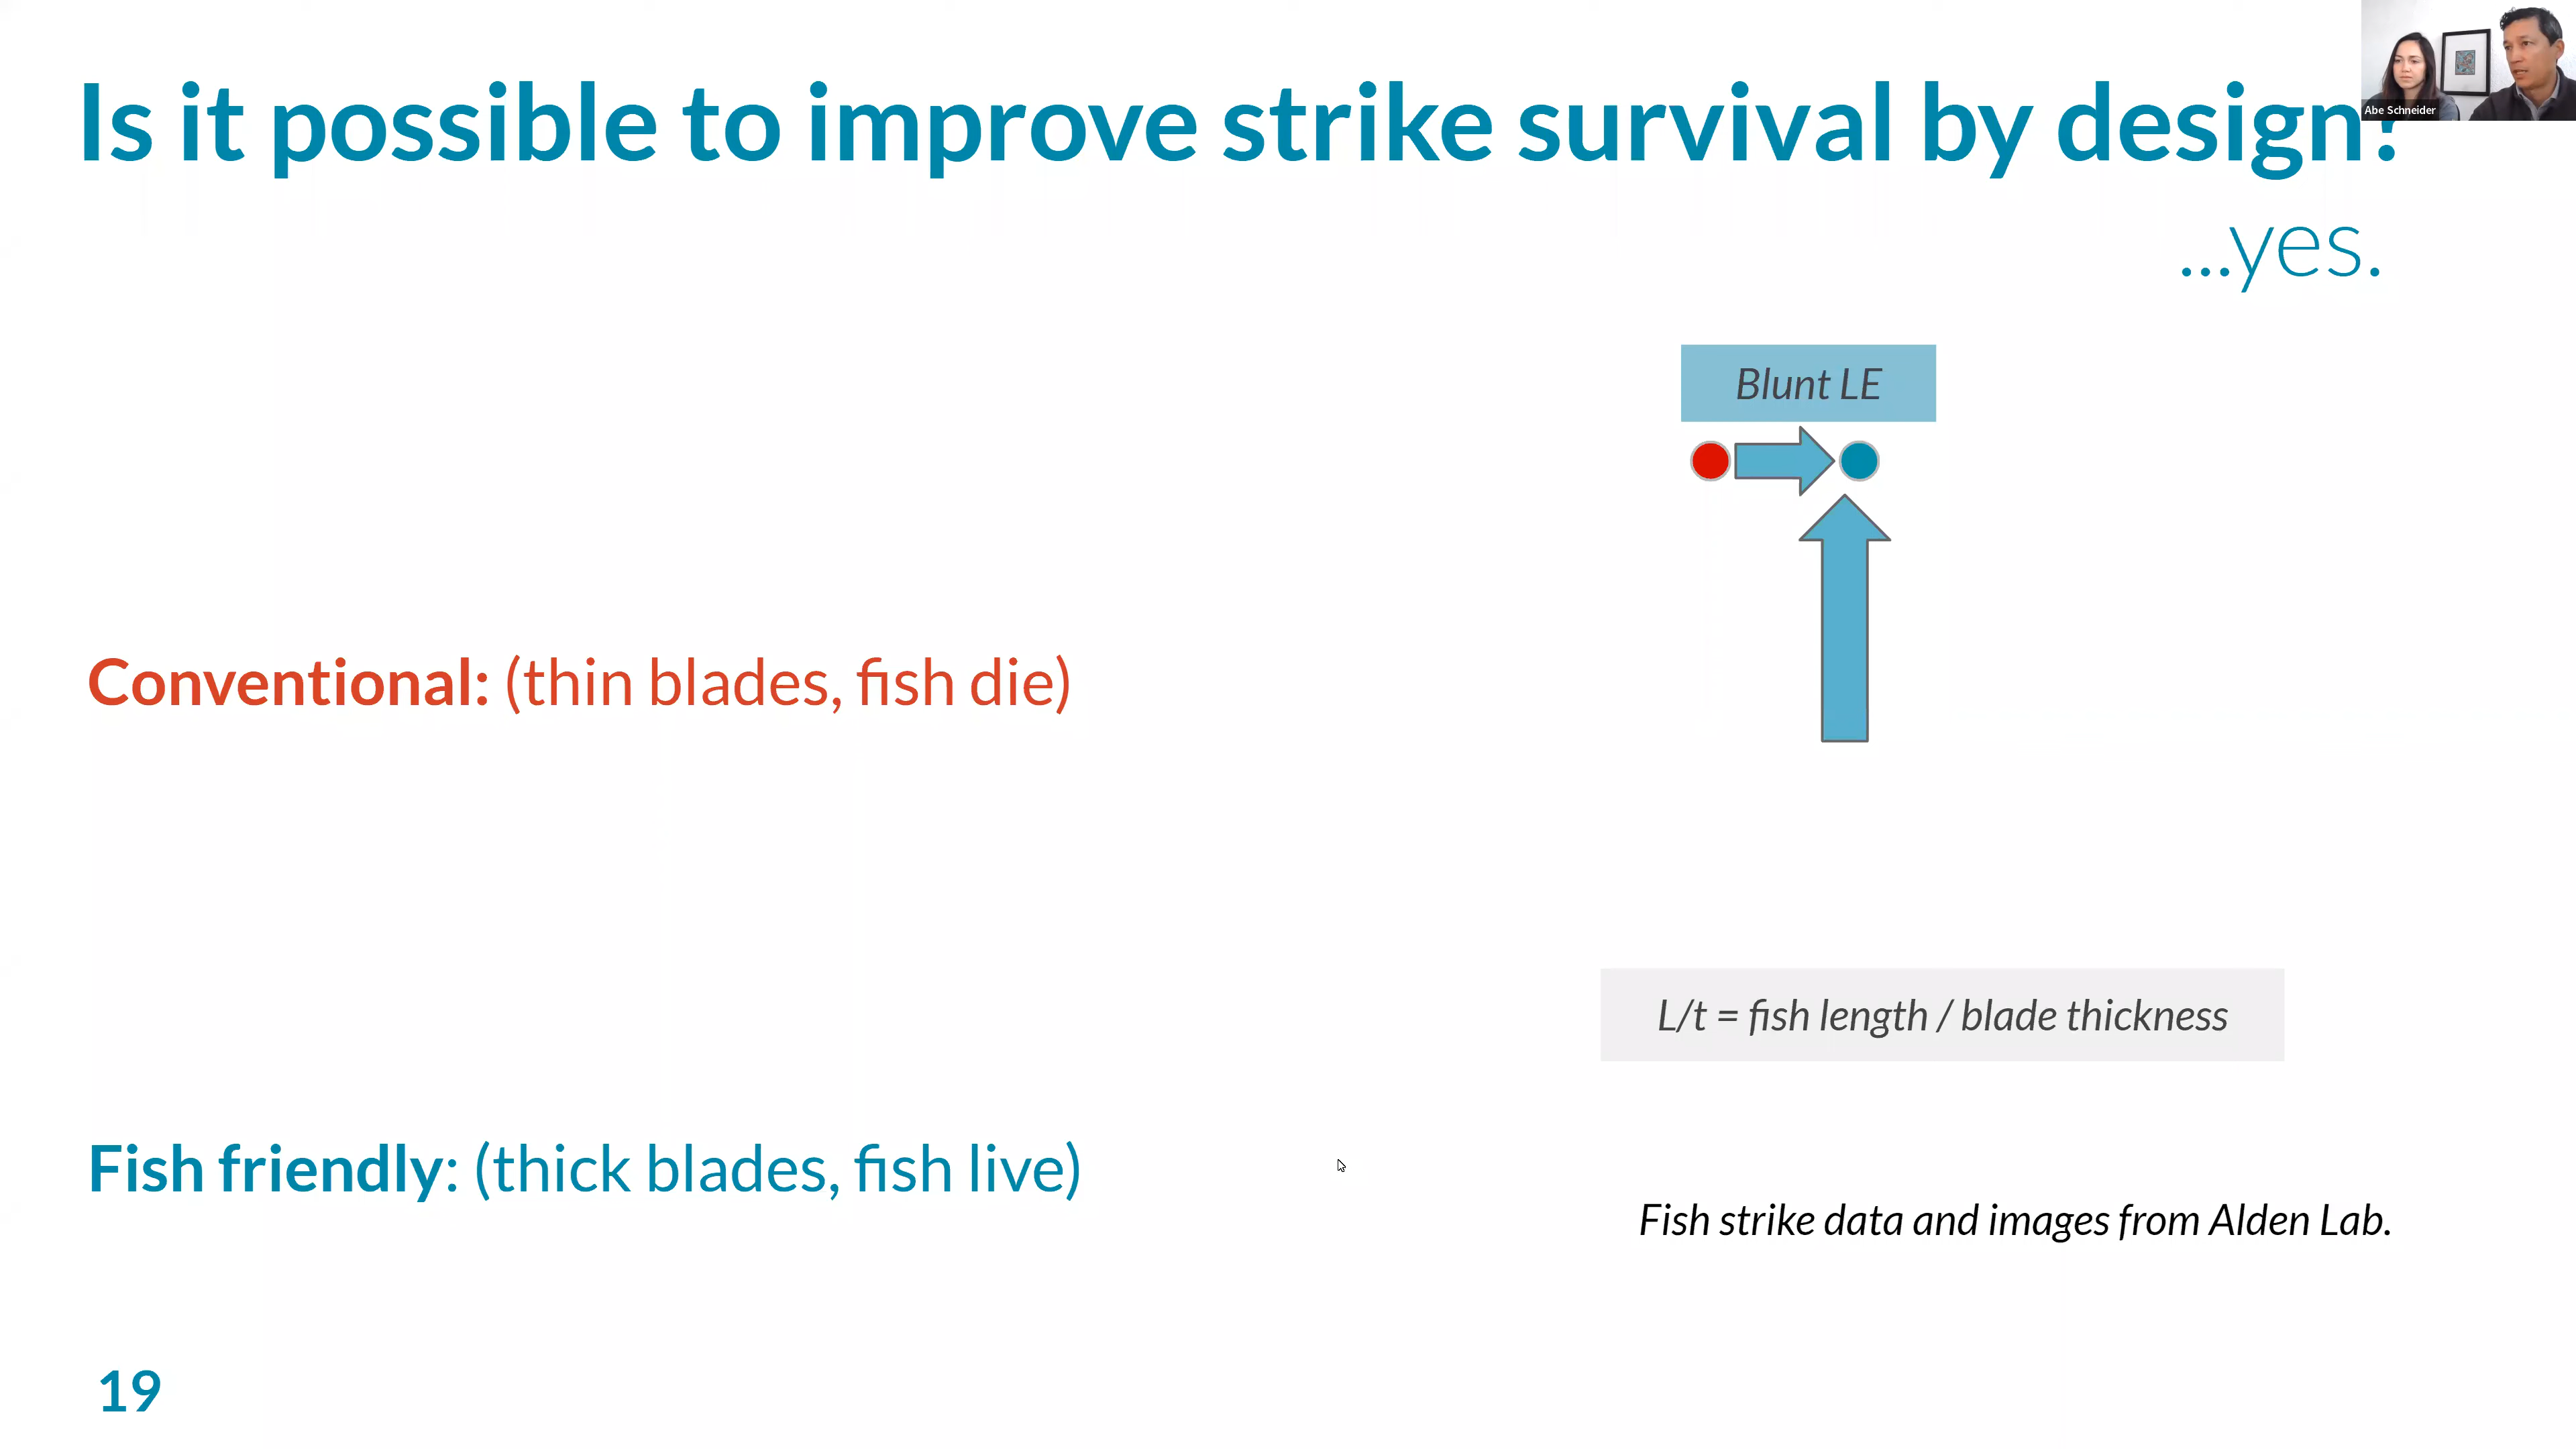 Is it possible to improve strike survival by design?
...yes.
Abe Schneider
Blunt LE
Conventional: (thin blades, fish die)
L/t = fish length / blade thickness
Fish friendly: (thick blades, fish live)
Fish strike data and images from Alden Lab.
19